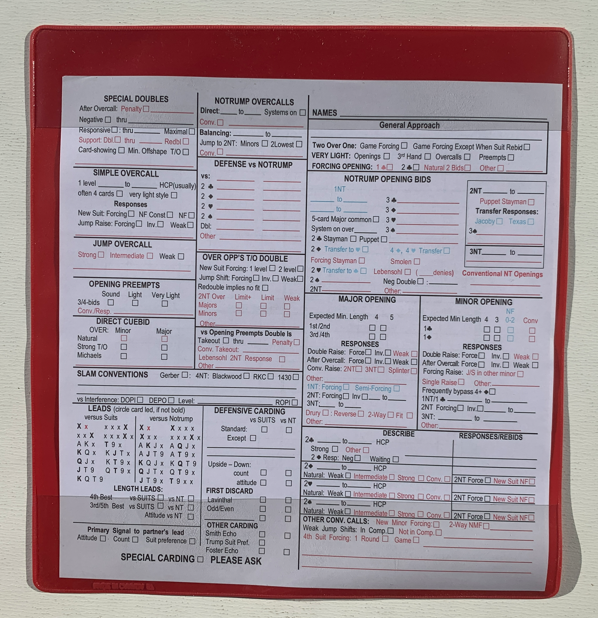 SPECIAL DOUBLES
After Overcall: Penalty
Negative thru
Responsive: thru Maximal
Support: Dbl thru Redbl
Card-showing Min. Offshape T/O
SIMPLE OVERCALL
1 level to HCP(usually)
often 4 cards very light style
Responses
New Suit: Forcing NF Const NF
Jump Raise: Forcing Inv. Weak
JUMP OVERCALL
Strong Intermediate Weak
OPENING PREEMPTS
Sound Light Very Light
3/4-bids
Conv./Resp.
DIRECT CUEBID
OVER: Minor Major
Natural
Strong T/O
Michaels
SLAM CONVENTIONS Gerber 4NT: Blackwood RKC 1430
vs Interference: DOPI DEPO Level: ROPI
LEADS (circle card led, if not bold)
versus Suits versus Notrump
X x x x x X X x x x x X
x x X x x x x X x x X x x x x X
A K x T 9 x A K J x A Q J x
K Q x K J T x A J T 9 A T 9 x
Q J x K T 9 x K Q J x K Q T 9
J T 9 Q T 9 x Q J T x Q T 9 x
K Q T 9 J T 9 x T 9 x x
LENGTH LEADS:
4th Best vs SUITS vs NT
3rd/5th Best vs SUITS vs NT
Attitude vs NT
Primary Signal to partner's lead
Attitude Count Suit preference
SPECIAL CARDING PLEASE ASK
NOTRUMP OVERCALLS
Direct: to Systems on
Conv.
Balancing: to
Jump to 2NT: Minors 2Lowest
Conv.
DEFENSE vs NOTRUMP
vs:
2 ♣
2 ♦
2 ♥
2 ♠
Dbl:
Other
OVER OPP'S T/O DOUBLE
New Suit Forcing: 1 level 2 level
Jump Shift: Forcing Inv. Weak
Redouble implies no fit
2NT Over Limit+ Limit Weak
Majors
Minors
Other
vs Opening Preempts Double Is
Takeout thru Penalty
Conv. Takeout:
Lebensohl 2NT Response
Other:
DEFENSIVE CARDING
vs SUITS vs NT
Standard:
Except
Upside – Down:
count
attitude
FIRST DISCARD
Lavinthal
Odd/Even
OTHER CARDING
Smith Echo
Trump Suit Pref.
Foster Echo
NAMES
General Approach
Two Over One: Game Forcing Game Forcing Except When Suit Rebid
VERY LIGHT: Openings 3rd Hand Overcalls Preempts
FORCING OPENING: 1 ♣ 2 ♣ Natural 2 Bids Other
NOTRUMP OPENING BIDS
1NT
to 3 ♣
to 3 ♦
5-card Major common 3 ♥
System on over 3 ♠
2 ♣ Stayman Puppet
2 ♦ Transfer to ♥ 4 ♦, 4 ♥ Transfer
Forcing Stayman Smolen
2 ♥ Transfer to ♠ Lebensohl ( denies)
2 ♠ Neg Double :
2NT Other:
2NT to
Puppet Stayman
Transfer Responses:
Jacoby Texas
3♠
3NT to
Conventional NT Openings
MAJOR OPENING
Expected Min. Length 4 5
1st/2nd
3rd/4th
RESPONSES
Double Raise: Force Inv. Weak
After Overcall: Force Inv. Weak
Conv. Raise: 2NT 3NT Splinter
Other:
1NT: Forcing Semi-Forcing
2NT: Forcing Inv. to
3NT: to
Drury : Reverse 2-Way Fit
Other:
MINOR OPENING
Expected Min Length 4 3 NF 0-2 Conv
1♣
1♦
RESPONSES
Double Raise: Force Inv. Weak
After Overcall: Force Inv. Weak
Forcing Raise: J/S in other minor
Single Raise Other:
Frequently bypass 4+ ♦
1NT/1♣ to
2NT Forcing Inv. to
3NT: to
Other:
DESCRIBE RESPONSES/REBIDS
2♣ to HCP
Strong Other
2 ♦ Resp: Neg Waiting
2♦ to HCP
Natural: Weak Intermediate Strong Conv. 2NT Force New Suit NF
2♥ to HCP
Natural: Weak Intermediate Strong Conv. 2NT Force New Suit NF
2♠ to HCP
Natural: Weak Intermediate Strong Conv. 2NT Force New Suit NF
OTHER CONV. CALLS: New Minor Forcing: 2-Way NMF
Weak Jump Shifts: In Comp. Not in Comp.
4th Suit Forcing: 1 Round Game